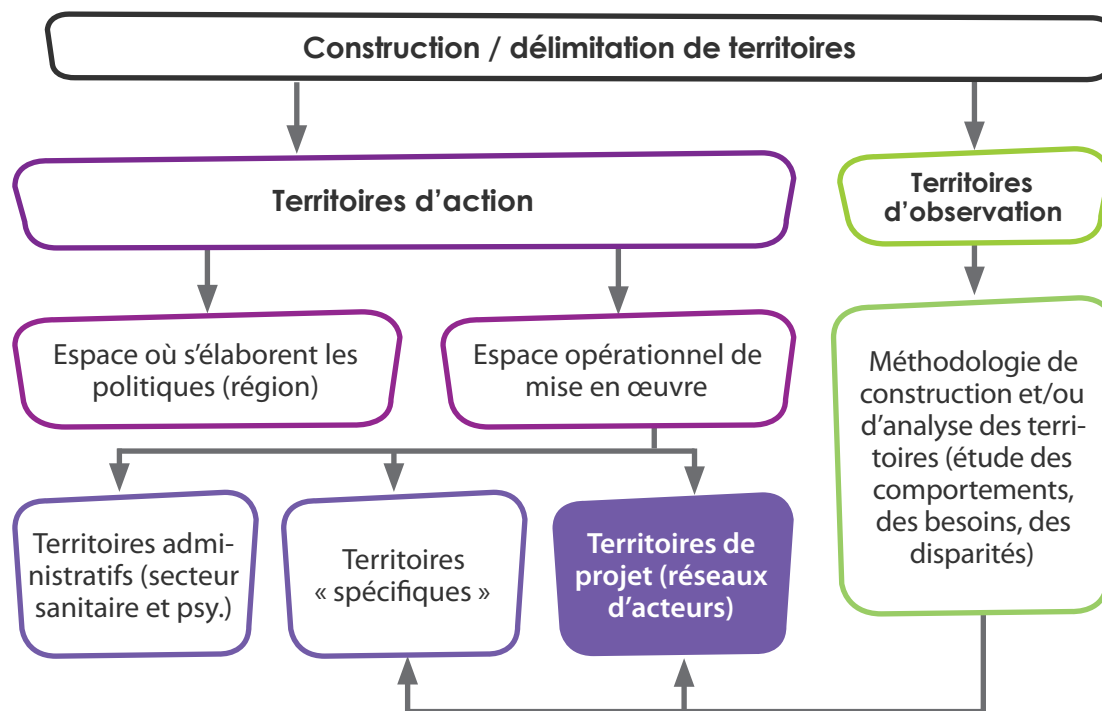 Construction / délimitation de territoires
Territoires d’action
Territoires
d’observation
Espace où s’élaborent les
politiques (région)
Espace opérationnel de
mise en œuvre
Méthodologie de
construction et/ou
d’analyse des terri-
toires (étude des
comportements,
des besoins, des
disparités)
Territoires admi-
nistratifs (secteur
sanitaire et psy.)
Territoires
« spécifiques »
Territoires de
projet (réseaux
d’acteurs)